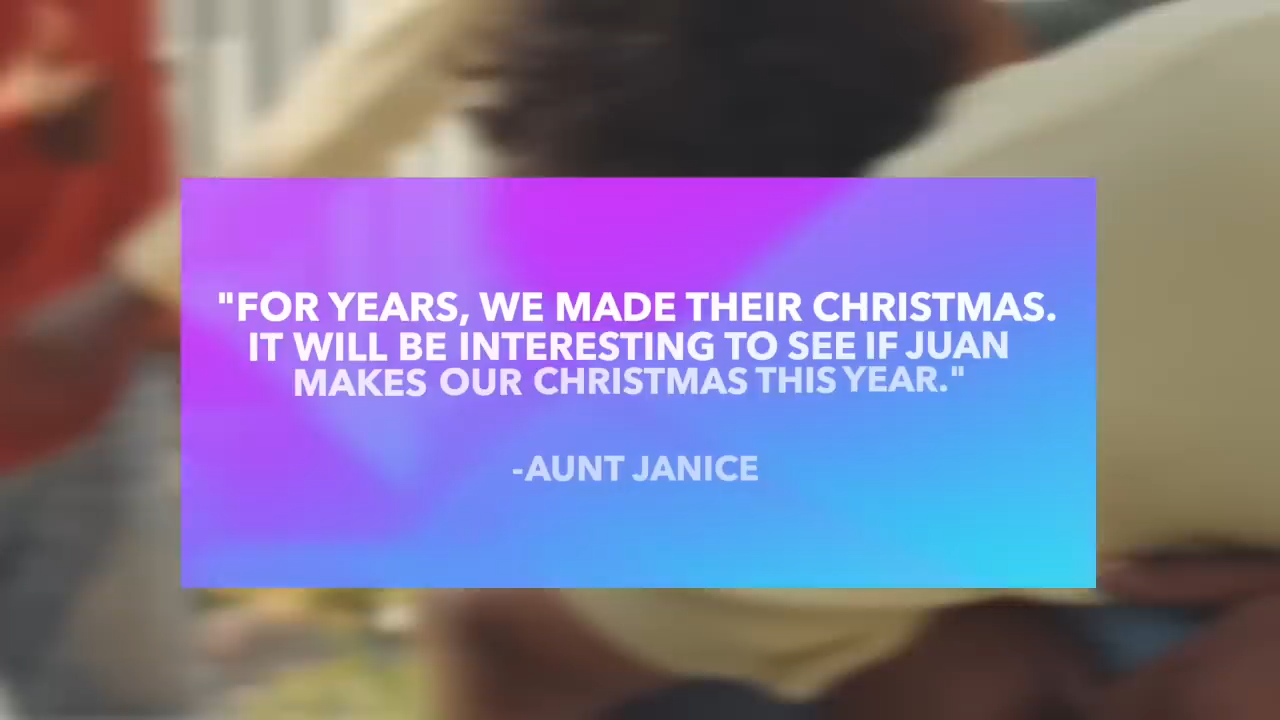 "FOR YEARS, WE MADE THEIR CHRISTMAS.
IT WILL BE INTERESTING TO SEE IF JUAN
MAKES OUR CHRISTMAS THIS YEAR."
-AUNT JANICE